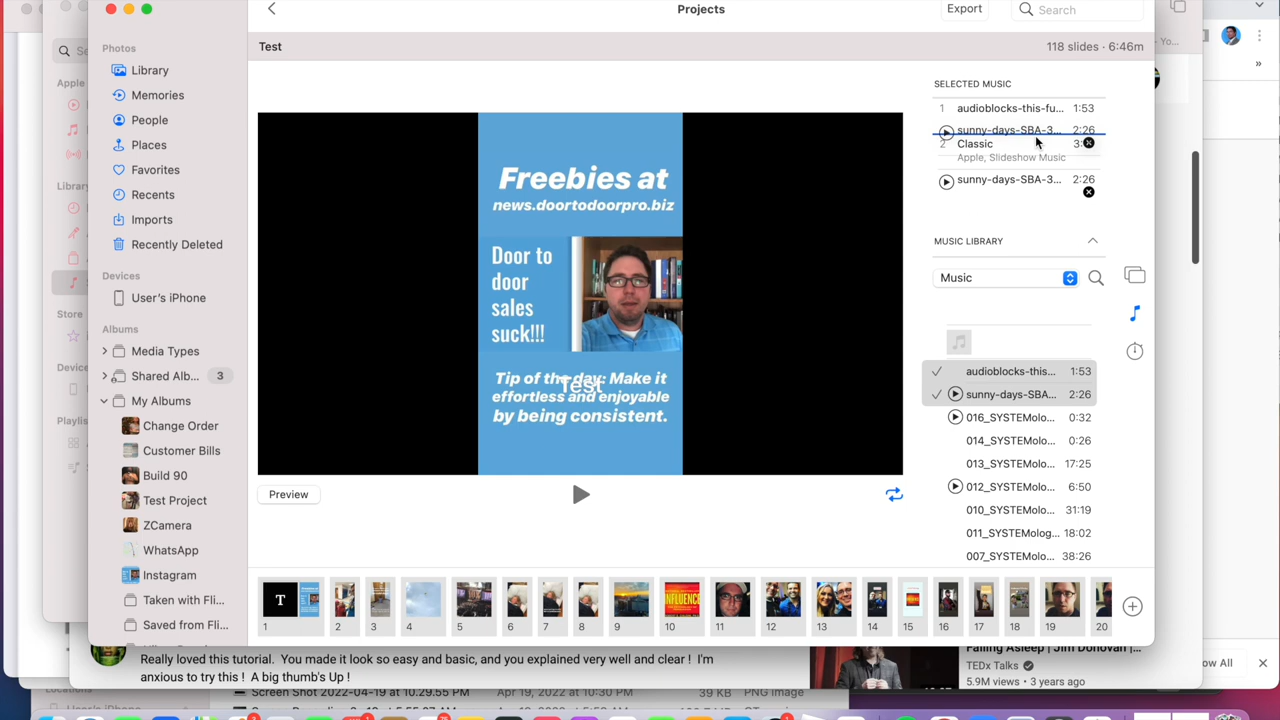 Projects
Export
Search
Test
118 slides · 6:46m
Photos
Library
Memories
People
Places
Favorites
Recents
Imports
Recently Deleted
Devices
User's iPhone
Albums
Media Types
Shared Alb... 3
My Albums
Change Order
Customer Bills
Build 90
Test Project
ZCamera
WhatsApp
Instagram
Taken with Fli...
Saved from Fli...
Apple
Library
Store
Playlis
Freebies at
news.doortodoorpro.biz
Door to
door
sales
suck!!!
Tip of the day: Make it
effortless and enjoyable
by being consistent.
Test
Preview
SELECTED MUSIC
1 audioblocks-this-fu... 1:53
sunny-days-SBA-3... 2:26
2 Classic
Apple, Slideshow Music
sunny-days-SBA-3... 2:26
MUSIC LIBRARY
Music
audioblocks-this... 1:53
sunny-days-SBA... 2:26
016_SYSTEMolo... 0:32
014_SYSTEMolo... 0:26
013_SYSTEMolo... 17:25
012_SYSTEMolo... 6:50
010_SYSTEMolo... 31:19
011_SYSTEMolog... 18:02
007_SYSTEMolo... 38:26
T
INFLUENCE
1 2 3 4 5 6 7 8 9 10 11 12 13 14 15 16 17 18 19 20
Really loved this tutorial. You made it look so easy and basic, and you explained very well and clear ! I'm
anxious to try this ! A big thumb's Up !
Screen Shot 2022-04-19 at 10.29.55 PM Apr 19, 2022 at 10:30 PM 39 KB PNG image
Falling Asleep | Jim Donovan |...
TEDx Talks
5.9M views • 3 years ago
ow All